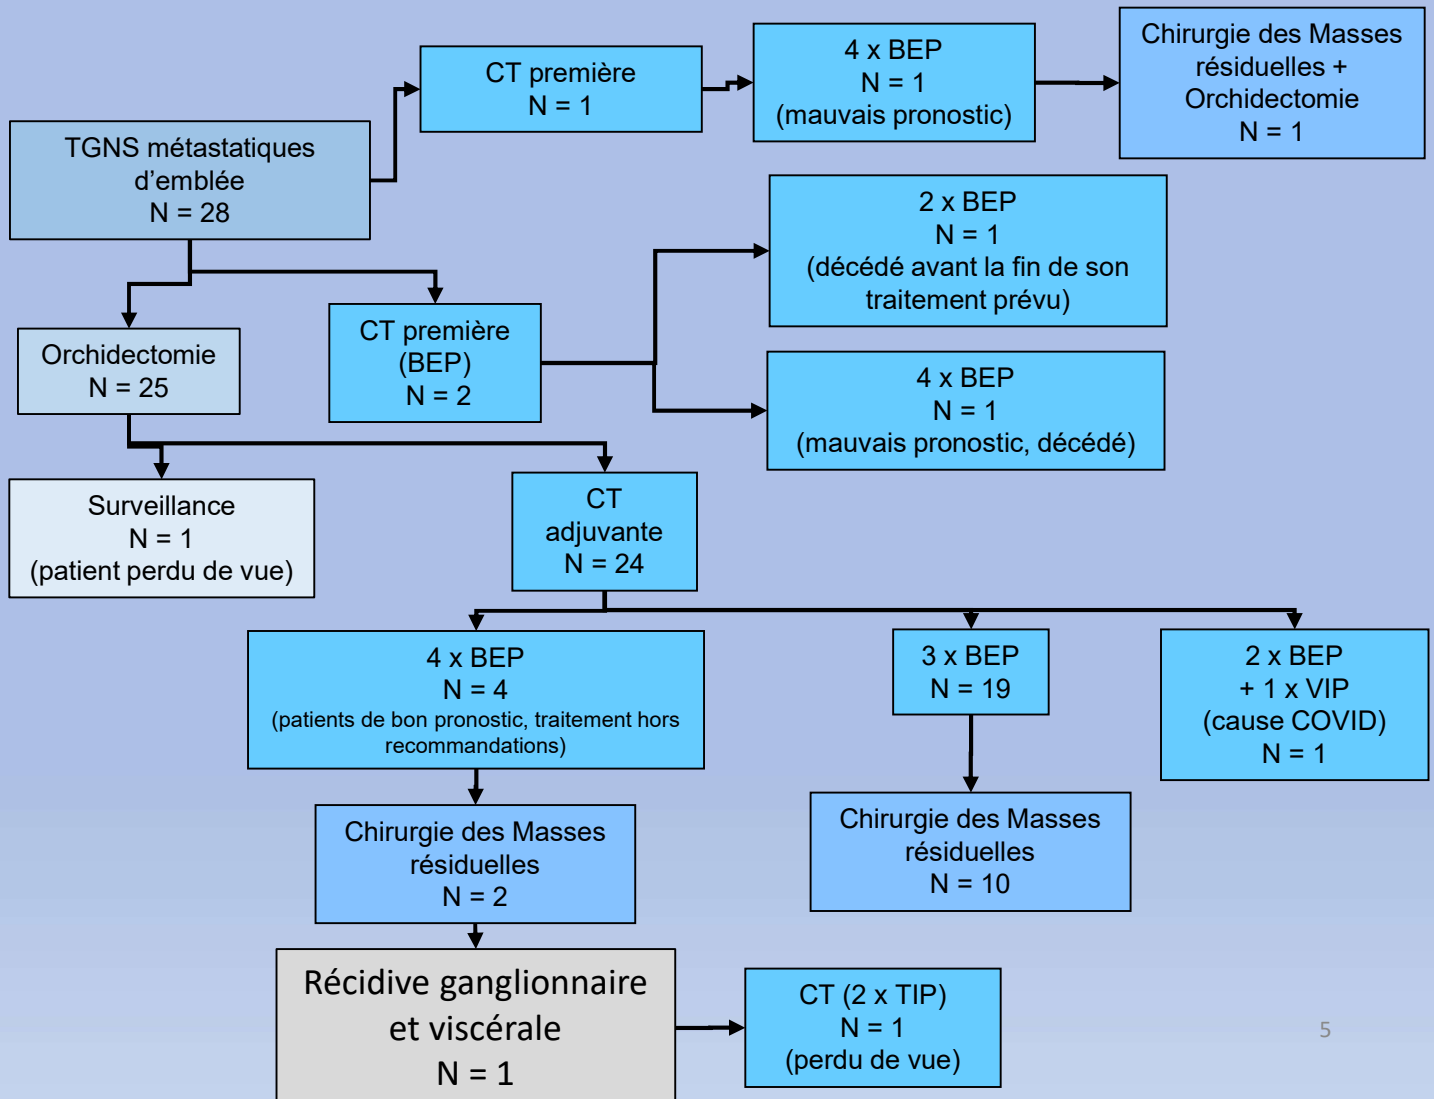 CT première
N = 1
4 x BEP
N = 1
(mauvais pronostic)
Chirurgie des Masses
résiduelles +
Orchidectomie
N = 1
TGNS métastatiques
d'emblée
N = 28
2 x BEP
N = 1
(décédé avant la fin de son
traitement prévu)
Orchidectomie
N = 25
CT première
(BEP)
N = 2
4 x BEP
N = 1
(mauvais pronostic, décédé)
Surveillance
N = 1
(patient perdu de vue)
CT
adjuvante
N = 24
4 x BEP
N = 4
(patients de bon pronostic, traitement hors
recommandations)
3 x BEP
N = 19
2 x BEP
+ 1 x VIP
(cause COVID)
N = 1
Chirurgie des Masses
résiduelles
N = 2
Chirurgie des Masses
résiduelles
N = 10
Récidive ganglionnaire
et viscérale
N = 1
CT (2 x TIP)
N = 1
(perdu de vue)
5